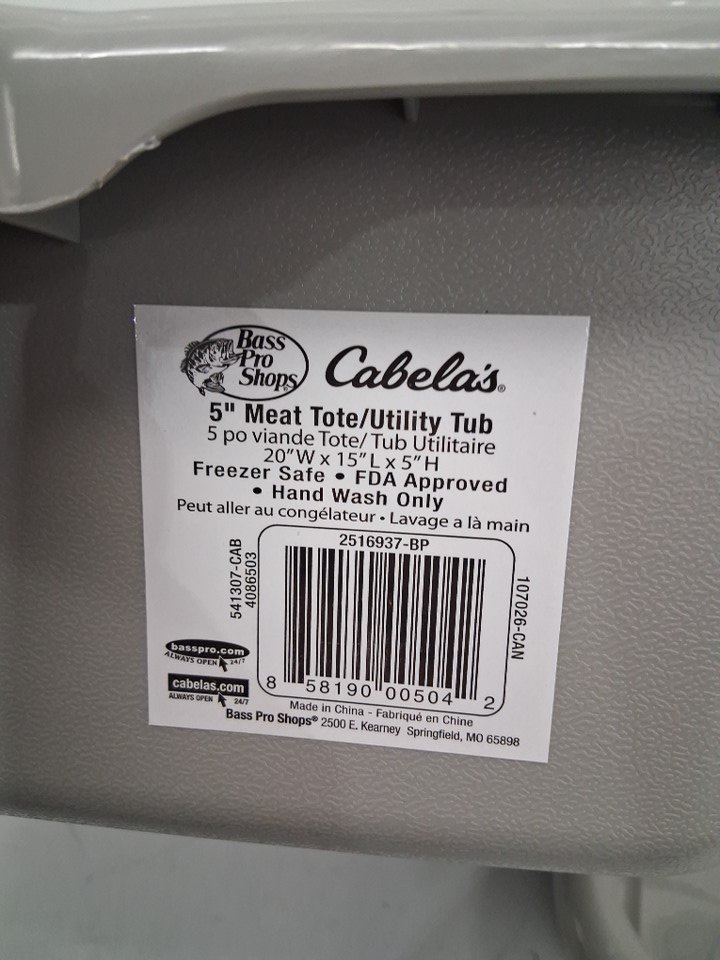 Bass
Pro
Shops
Cabela's®
5" Meat Tote/Utility Tub
5 po viande Tote/ Tub Utilitaire
20"W x 15"L x 5"H
Freezer Safe • FDA Approved
• Hand Wash Only
Peut aller au congélateur • Lavage a là main
541307-CAB
4086503
2516937-BP
107026-CAN
8 58190 00504 2
basspro.com
ALWAYS OPEN 24/7
cabelas.com
ALWAYS OPEN 24/7
Made in China - Fabriqué en Chine
Bass Pro Shops® 2500 E. Kearney Springfield, MO 65898